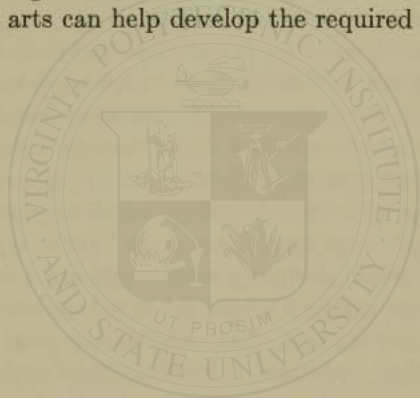 arts can help develop the required
VIRGINIA POLYTECHNIC INSTITUTE
AND STATE UNIVERSITY
UT PROSIM